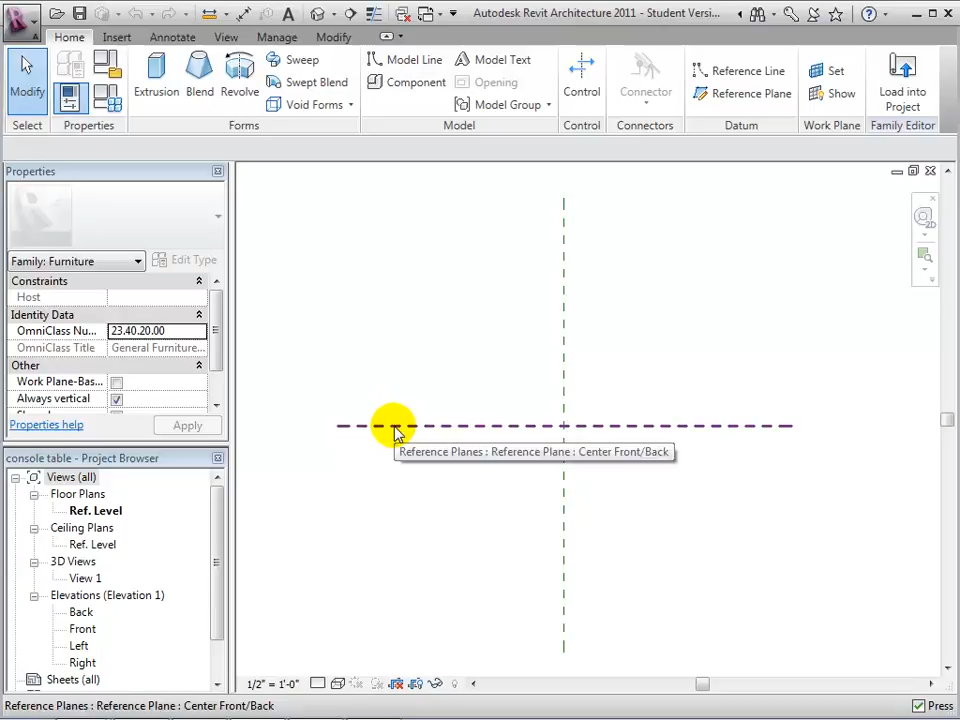 Autodesk Revit Architecture 2011 - Student Versi...
Home Insert Annotate View Manage Modify
Modify
Extrusion Blend Revolve
Sweep
Swept Blend
Void Forms
Model Line
Component
Model Text
Opening
Model Group
Control
Connector
Reference Line
Reference Plane
Set
Show
Load into
Project
Select Properties Forms Model Control Connectors Datum Work Plane Family Editor
Properties
Family: Furniture
Edit Type
Constraints
Host
Identity Data
OmniClass Nu... 23.40.20.00
OmniClass Title General Furniture...
Other
Work Plane-Bas...
Always vertical
Properties help
Apply
console table - Project Browser
Views (all)
Floor Plans
Ref. Level
Ceiling Plans
Ref. Level
3D Views
View 1
Elevations (Elevation 1)
Back
Front
Left
Right
Sheets (all)
2D
Reference Planes : Reference Plane : Center Front/Back
1/2" = 1'-0"
Reference Planes : Reference Plane : Center Front/Back
Press